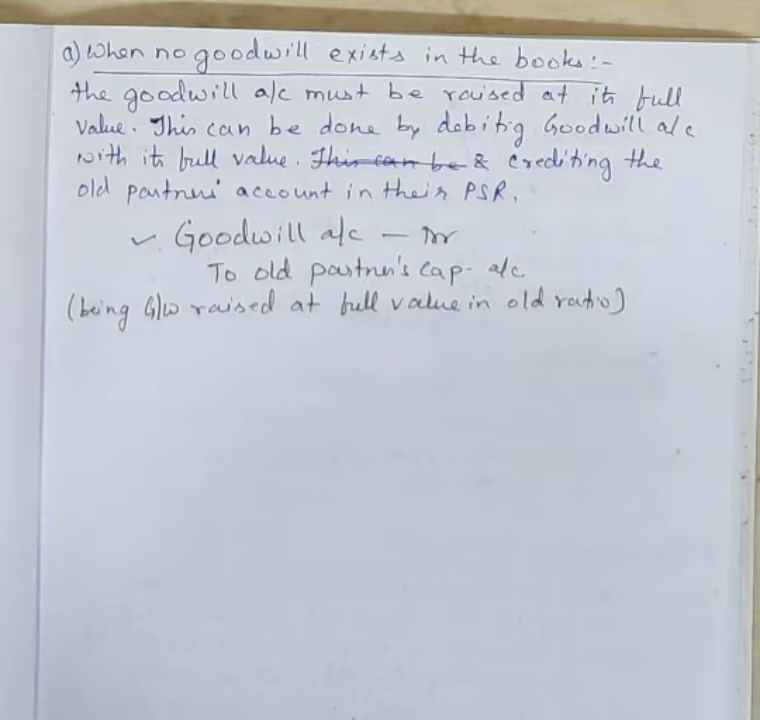 a) When no goodwill exists in the books:-
the goodwill a/c must be raised at its full
value. This can be done by debitig Goodwill a/c
with its full value. This can be & crediting the
old partners' account in their PSR.
✓ Goodwill a/c — Dr
To old partner's cap. a/c
(being G/W raised at full value in old ratio)